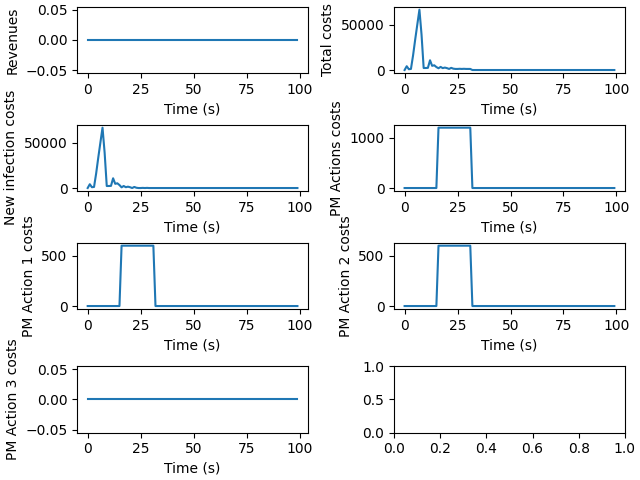 Revenues
0.05
0.00
−0.05
0 25 50 75 100
Time (s)
Total costs
50000
0
0 25 50 75 100
Time (s)
New infection costs
50000
0
0 25 50 75 100
Time (s)
PM Actions costs
1000
0
0 25 50 75 100
Time (s)
PM Action 1 costs
500
0
0 25 50 75 100
Time (s)
PM Action 2 costs
500
0
0 25 50 75 100
Time (s)
PM Action 3 costs
0.05
0.00
−0.05
0 25 50 75 100
Time (s)
1.0
0.5
0.0
0.0 0.2 0.4 0.6 0.8 1.0